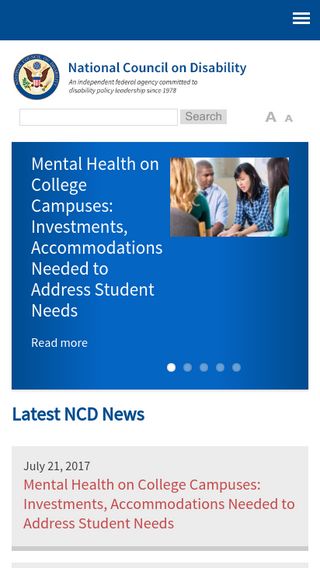 National Council on Disability
An independent federal agency committed to
disability policy leadership since 1978
Search
A A
Mental Health on
College
Campuses:
Investments,
Accommodations
Needed to
Address Student
Needs
Read more
Latest NCD News
July 21, 2017
Mental Health on College Campuses:
Investments, Accommodations Needed to
Address Student Needs